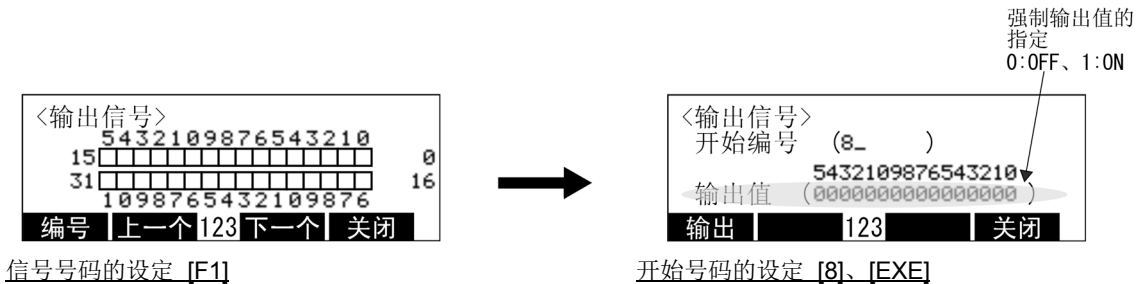 强制输出值的
指定
0:OFF、1:ON
<输出信号>
5432109876543210
15 0
31 16
1098765432109876
编号 上一个 123 下一个 关闭
信号号码的设定 [F1]
<输出信号>
开始编号 (8_ )
5432109876543210
输出值 (0000000000000000 )
输出 123 关闭
开始号码的设定 [8]、[EXE]